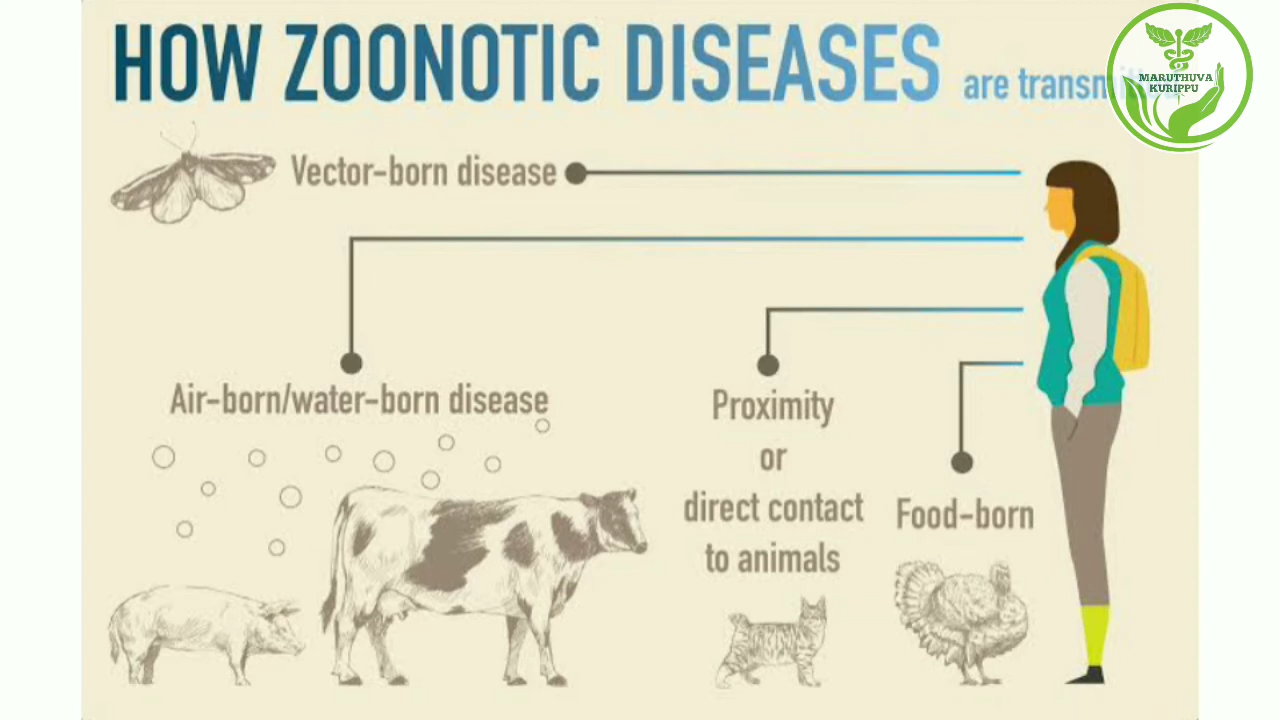 HOW ZOONOTIC DISEASES are
MARUTHUVA
KURIPPU
Vector-born disease
Air-born/water-born disease
Proximity
or
direct contact
to animals
Food-born